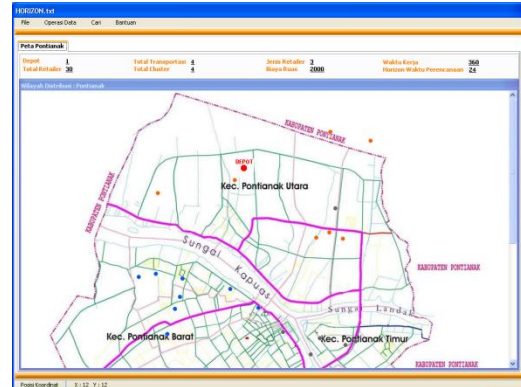 HORIZON.txt
File Operasi Data Cari Bantuan
Peta Pontianak
Depot 1 Total Transportasi 4 Jenis Retailer 3 Waktu Kerja 360
Total Retailer 30 Total Cluster 4 Biaya Ruas 2000 Horizon Waktu Perencanaan 24
Wilayah Distribusi : Pontianak
KABUPATEN PONTIANAK
DEPOT
Kec. Pontianak Utara
KABUPATEN PONTIANAK
Sungai Kapuas
KABUPATEN PONTIANAK
Sungai Landak
Kec. Pontianak Barat
Kec. Pontianak Timur
KABUPATEN PONTIANAK
Posisi Koordinat X : 12 Y : 12